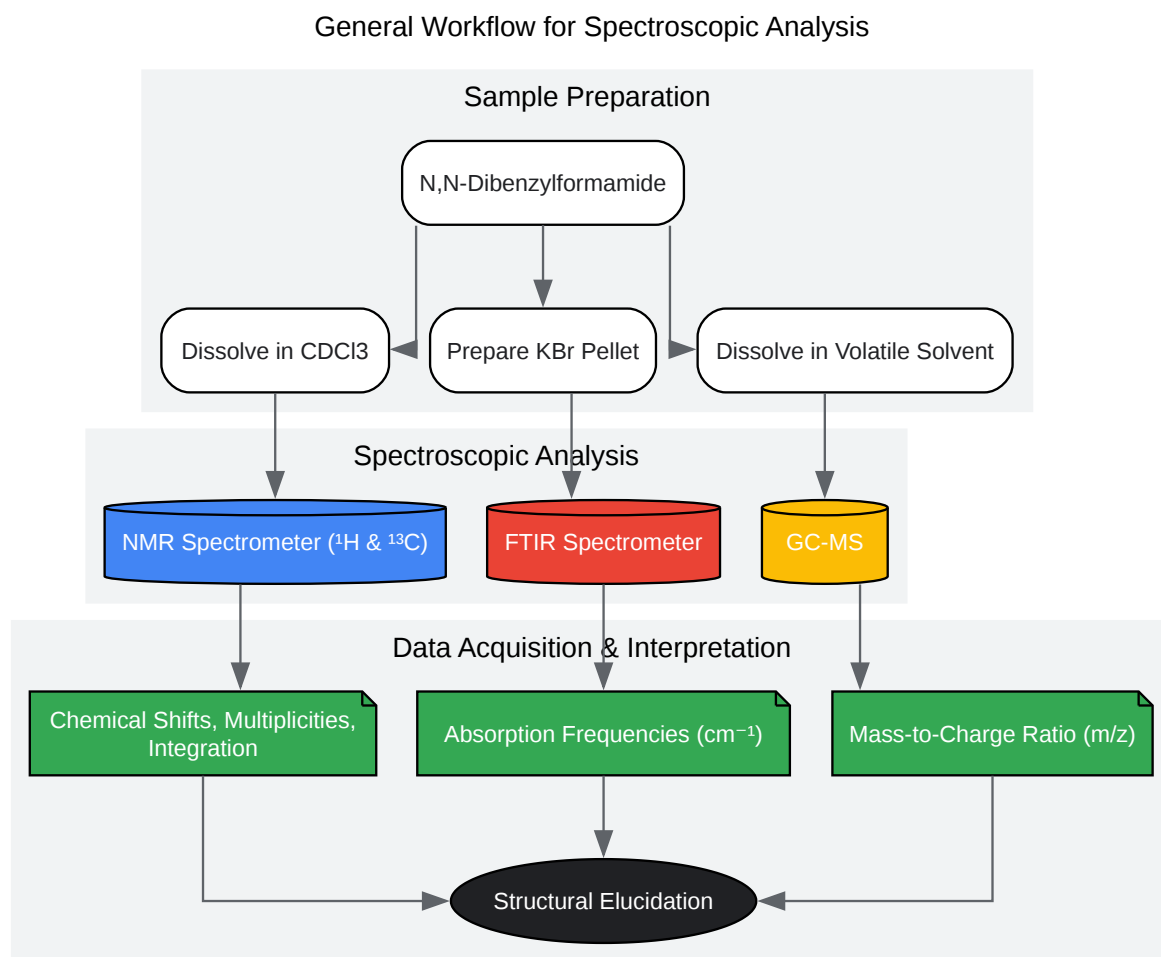 General Workflow for Spectroscopic Analysis
Sample Preparation
N,N-Dibenzylformamide
Dissolve in CDCl3
Prepare KBr Pellet
Dissolve in Volatile Solvent
Spectroscopic Analysis
NMR Spectrometer (¹H & ¹³C)
FTIR Spectrometer
GC-MS
Data Acquisition & Interpretation
Chemical Shifts, Multiplicities,
Integration
Absorption Frequencies (cm⁻¹)
Mass-to-Charge Ratio (m/z)
Structural Elucidation